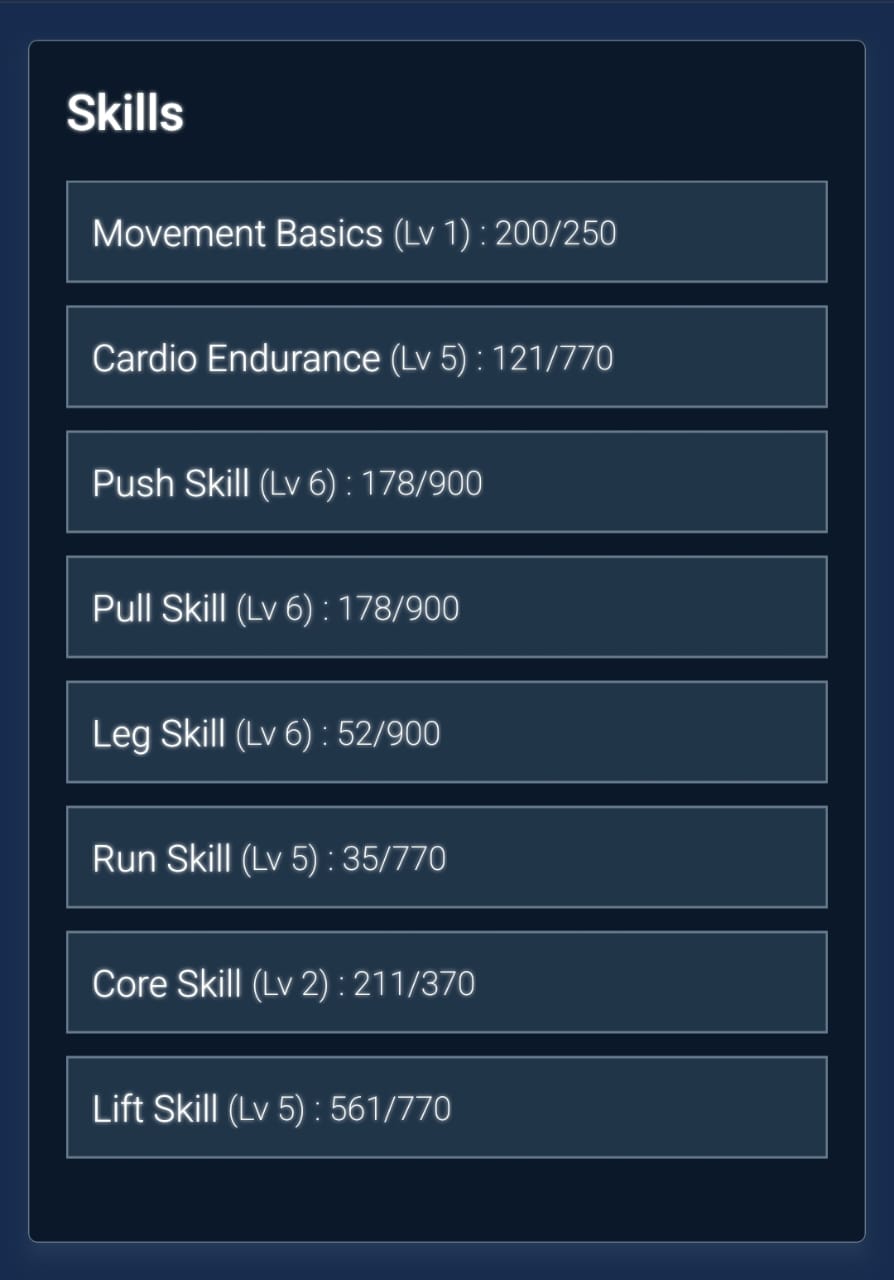 Skills
Movement Basics (Lv 1) : 200/250
Cardio Endurance (Lv 5) : 121/770
Push Skill (Lv 6) : 178/900
Pull Skill (Lv 6) : 178/900
Leg Skill (Lv 6) : 52/900
Run Skill (Lv 5) : 35/770
Core Skill (Lv 2) : 211/370
Lift Skill (Lv 5) : 561/770